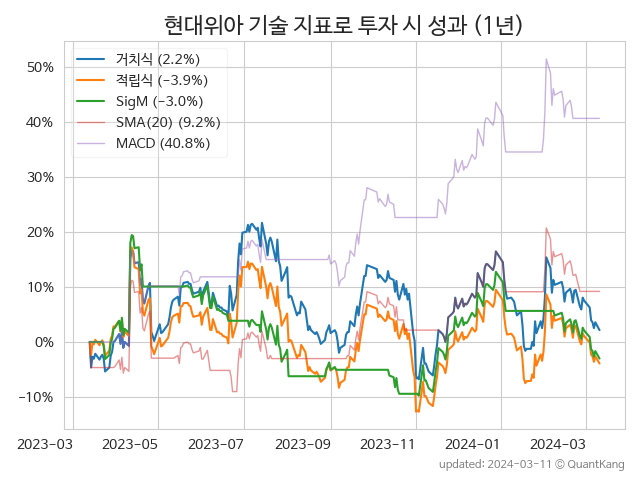 현대위아 기술 지표로 투자 시 성과 (1년)
거치식 (2.2%)
적립식 (−3.9%)
SigM (−3.0%)
SMA(20) (9.2%)
MACD (40.8%)
50%
40%
30%
20%
10%
0%
−10%
2023-03 2023-05 2023-07 2023-09 2023-11 2024-01 2024-03
updated: 2024-03-11 © QuantKang